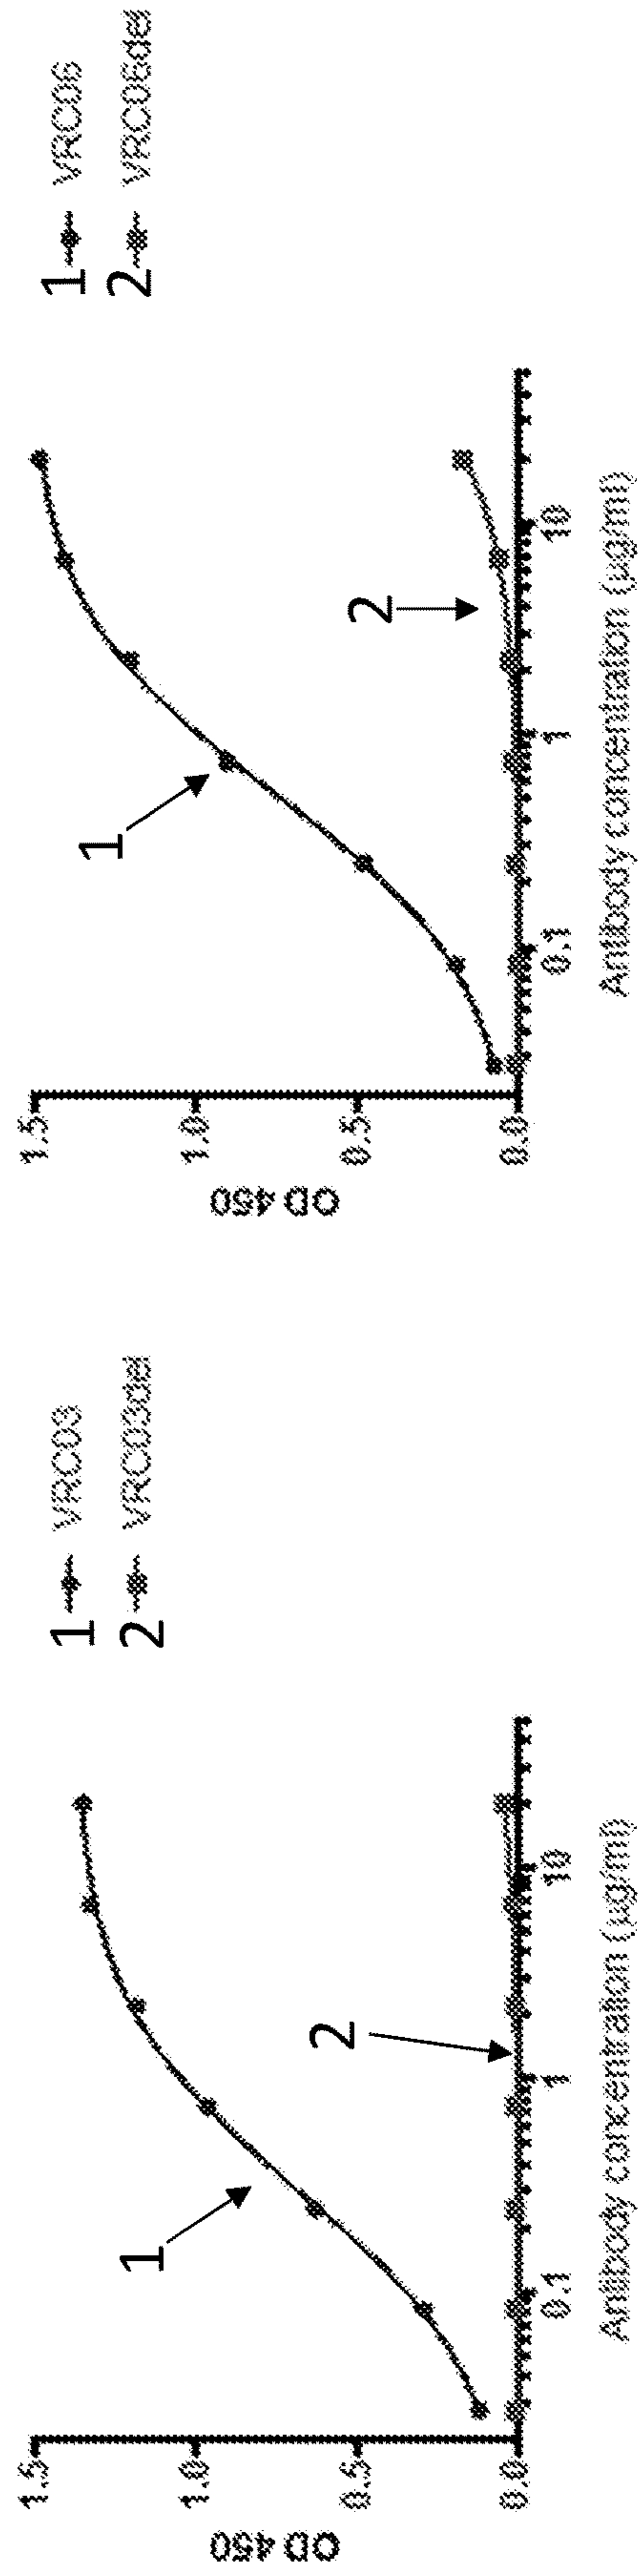 1 VRC03
2 VRC03del
OD 450
1.5
1.0
0.5
0.0
1
2
0.1
1
10
Antibody concentration (µg/ml)
1 VRC06
2 VRC06del
OD 450
1.5
1.0
0.5
0.0
1
2
0.1
1
10
Antibody concentration (µg/ml)